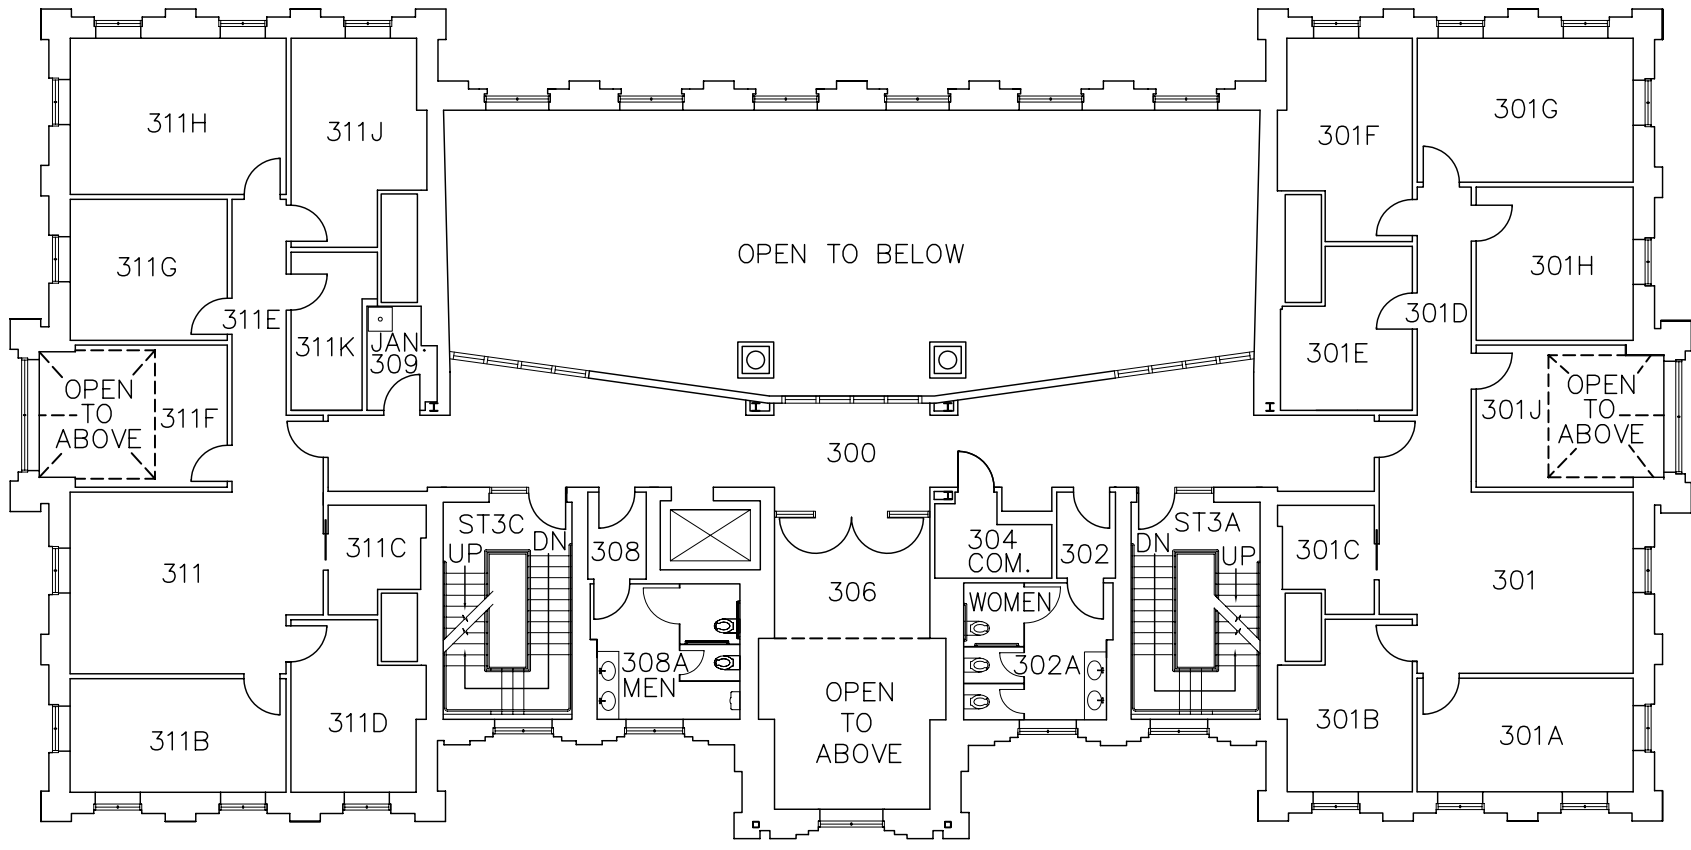 311H
311J
301F
301G
311G
OPEN TO BELOW
301H
311E
301D
311K
JAN.
309
301E
OPEN
TO
ABOVE
311F
301J
OPEN
TO
ABOVE
300
ST3C
UP
DN
308
304
COM.
302
ST3A
DN
UP
311C
301C
311
301
306
WOMEN
308A
MEN
302A
OPEN
TO
ABOVE
311D
311B
301B
301A